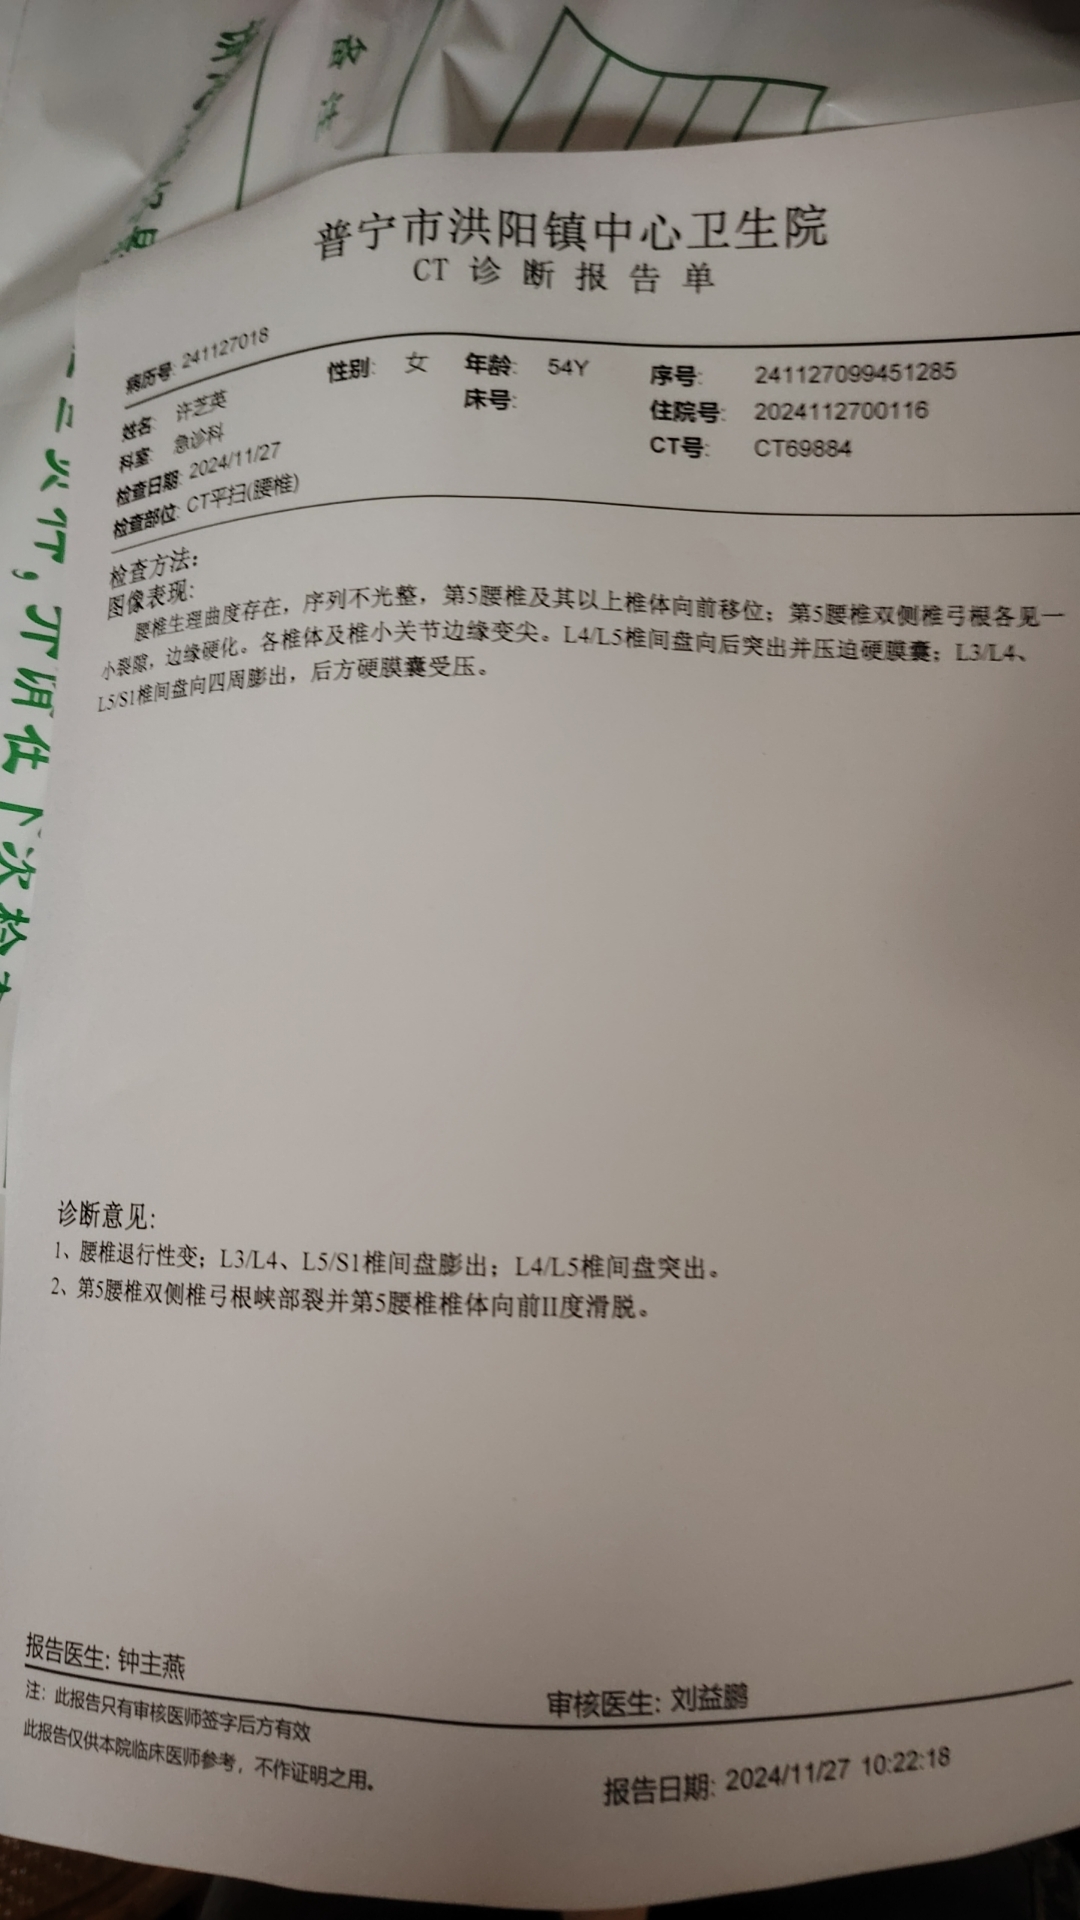 普宁市洪阳镇中心卫生院
CT 诊 断 报 告 单
病历号: 241127018
姓名: 许芝英 性别: 女 年龄: 54Y 序号: 241127099451285
科室: 急诊科 床号: 住院号: 2024112700116
检查日期: 2024/11/27 CT号: CT69884
检查部位: CT平扫(腰椎)
检查方法:
图像表现:
腰椎生理曲度存在，序列不光整，第5腰椎及其以上椎体向前移位；第5腰椎双侧椎弓根各见一
小裂隙，边缘硬化。各椎体及椎小关节边缘变尖。L4/L5椎间盘向后突出并压迫硬膜囊；L3/L4、
L5/S1椎间盘向四周膨出，后方硬膜囊受压。
诊断意见:
1、腰椎退行性变；L3/L4、L5/S1椎间盘膨出；L4/L5椎间盘突出。
2、第5腰椎双侧椎弓根峡部裂并第5腰椎椎体向前II度滑脱。
报告医生: 钟主燕
审核医生: 刘益鹏
注: 此报告只有审核医师签字后方有效
此报告仅供本院临床医师参考，不作证明之用。
报告日期: 2024/11/27 10:22:18